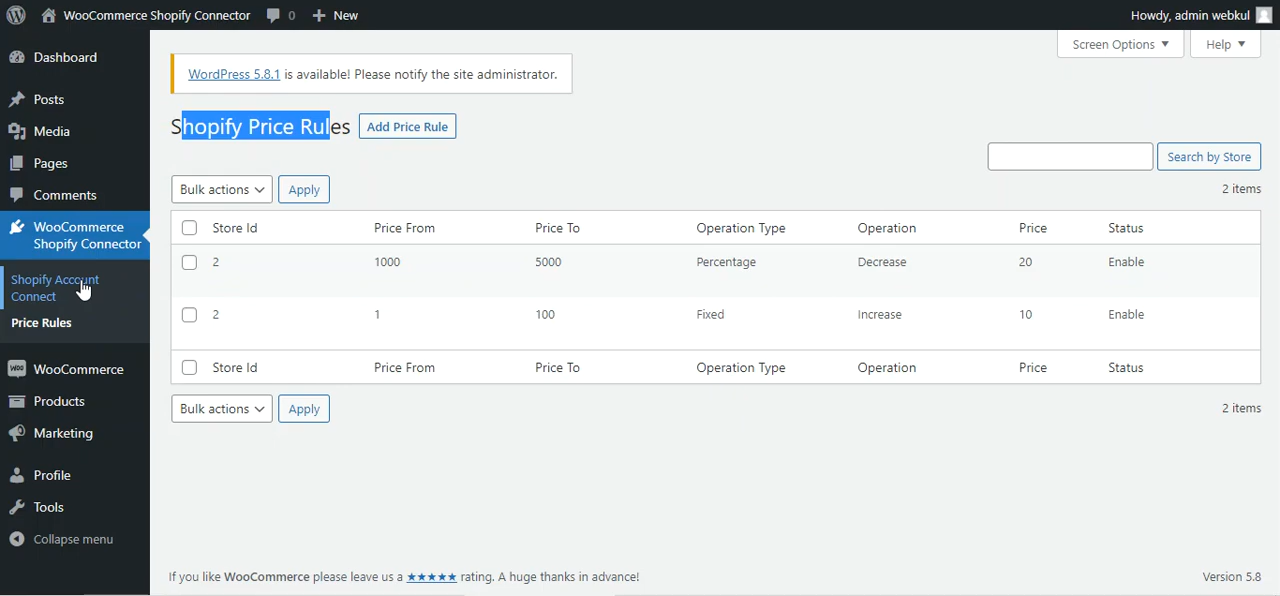 WooCommerce Shopify Connector 0 New Howdy, admin webkul
Screen Options Help
Dashboard
Posts
Media
Pages
Comments
WooCommerce
Shopify Connector
Shopify Account
Connect
Price Rules
WooCommerce
Products
Marketing
Profile
Tools
Collapse menu
WordPress 5.8.1 is available! Please notify the site administrator.
Shopify Price Rules Add Price Rule
Search by Store
Bulk actions Apply 2 items
Store Id Price From Price To Operation Type Operation Price Status
2 1000 5000 Percentage Decrease 20 Enable
2 1 100 Fixed Increase 10 Enable
Store Id Price From Price To Operation Type Operation Price Status
Bulk actions Apply 2 items
If you like WooCommerce please leave us a ★★★★★ rating. A huge thanks in advance! Version 5.8